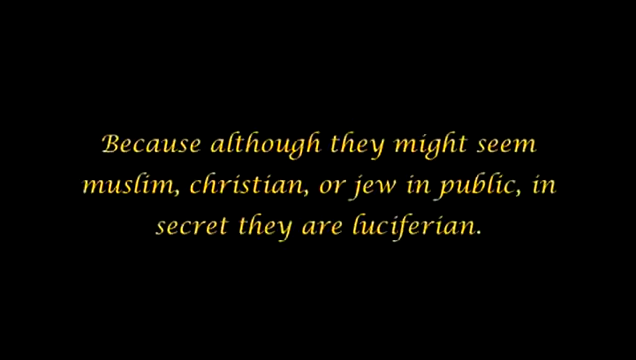 Because although they might seem
muslim, christian, or jew in public, in
secret they are luciferian.